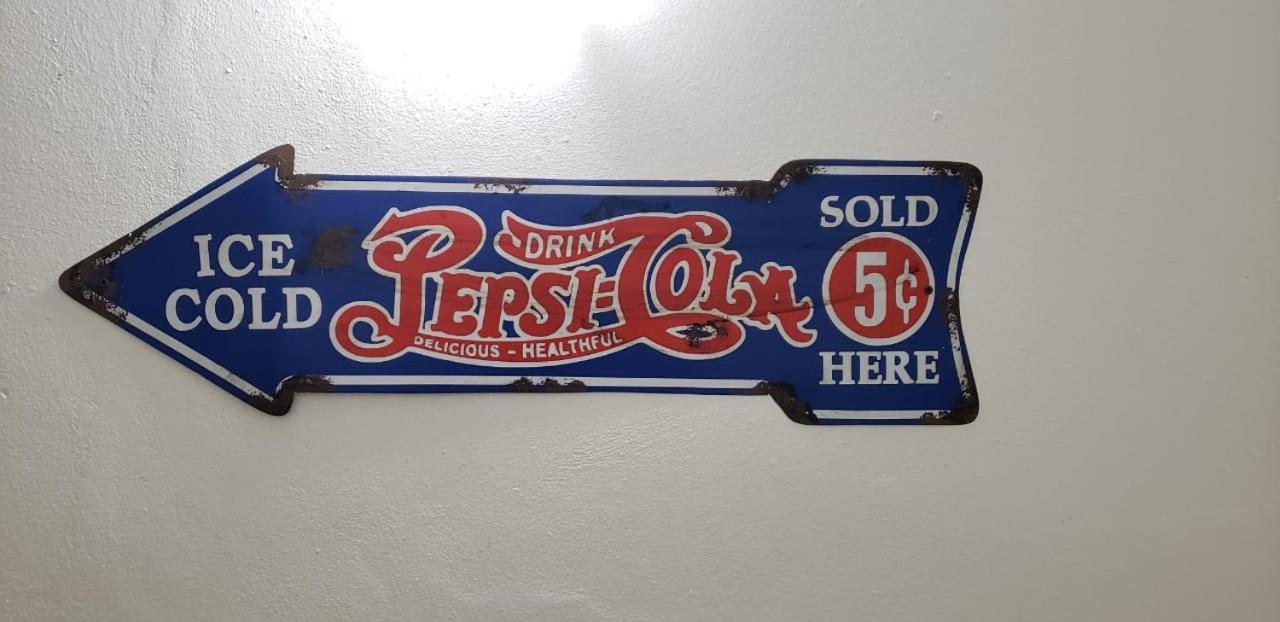 ICE
COLD
DRINK
PEPSI=COLA
DELICIOUS - HEALTHFUL
SOLD
5¢
HERE